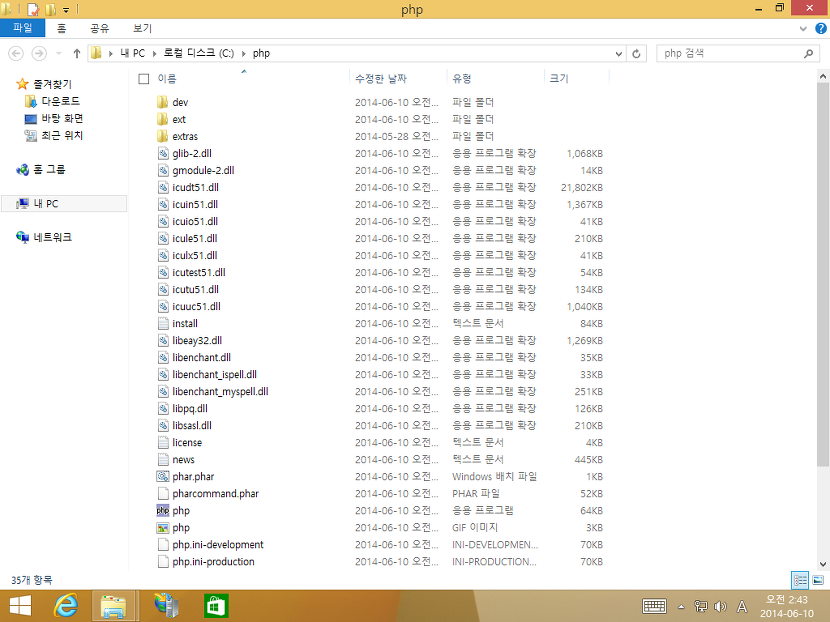 php
파일 홈 공유 보기
내 PC 로컬 디스크 (C:) php
php 검색
이름 수정한 날짜 유형 크기
즐겨찾기
다운로드
바탕 화면
최근 위치
홈 그룹
내 PC
네트워크
dev 2014-06-10 오전... 파일 폴더
ext 2014-06-10 오전... 파일 폴더
extras 2014-05-28 오전... 파일 폴더
glib-2.dll 2014-06-10 오전... 응용 프로그램 확장 1,068KB
gmodule-2.dll 2014-06-10 오전... 응용 프로그램 확장 14KB
icudt51.dll 2014-06-10 오전... 응용 프로그램 확장 21,802KB
icuin51.dll 2014-06-10 오전... 응용 프로그램 확장 1,367KB
icuio51.dll 2014-06-10 오전... 응용 프로그램 확장 41KB
icule51.dll 2014-06-10 오전... 응용 프로그램 확장 210KB
iculx51.dll 2014-06-10 오전... 응용 프로그램 확장 41KB
icutest51.dll 2014-06-10 오전... 응용 프로그램 확장 54KB
icutu51.dll 2014-06-10 오전... 응용 프로그램 확장 134KB
icuuc51.dll 2014-06-10 오전... 응용 프로그램 확장 1,040KB
install 2014-06-10 오전... 텍스트 문서 84KB
libeay32.dll 2014-06-10 오전... 응용 프로그램 확장 1,269KB
libenchant.dll 2014-06-10 오전... 응용 프로그램 확장 35KB
libenchant_ispell.dll 2014-06-10 오전... 응용 프로그램 확장 33KB
libenchant_myspell.dll 2014-06-10 오전... 응용 프로그램 확장 251KB
libpq.dll 2014-06-10 오전... 응용 프로그램 확장 126KB
libsasl.dll 2014-06-10 오전... 응용 프로그램 확장 210KB
license 2014-06-10 오전... 텍스트 문서 4KB
news 2014-06-10 오전... 텍스트 문서 445KB
phar.phar 2014-06-10 오전... Windows 배치 파일 1KB
pharcommand.phar 2014-06-10 오전... PHAR 파일 52KB
php 2014-06-10 오전... 응용 프로그램 64KB
php 2014-06-10 오전... GIF 이미지 3KB
php.ini-development 2014-06-10 오전... INI-DEVELOPMEN... 70KB
php.ini-production 2014-06-10 오전... INI-PRODUCTION... 70KB
35개 항목
A
오전 2:43
2014-06-10